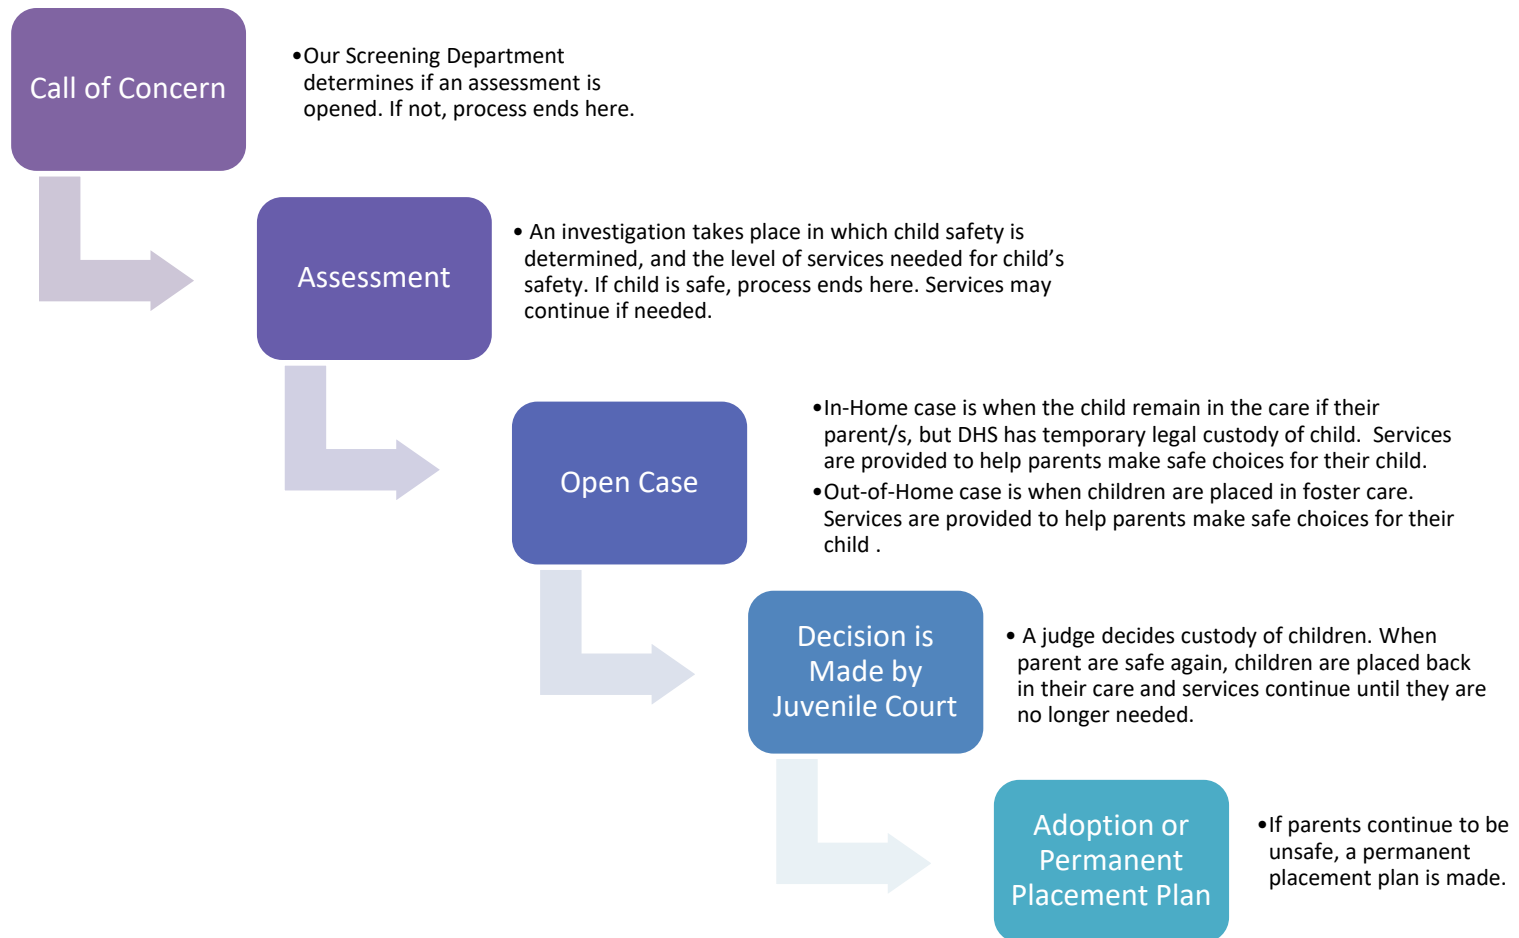 Call of Concern
•Our Screening Department
determines if an assessment is
opened. If not, process ends here.
Assessment
• An investigation takes place in which child safety is
determined, and the level of services needed for child’s
safety. If child is safe, process ends here. Services may
continue if needed.
Open Case
•In-Home case is when the child remain in the care if their
parent/s, but DHS has temporary legal custody of child.  Services
are provided to help parents make safe choices for their child.
•Out-of-Home case is when children are placed in foster care.
Services are provided to help parents make safe choices for their
child .
Decision is
Made by
Juvenile Court
• A judge decides custody of children. When
parent are safe again, children are placed back
in their care and services continue until they are
no longer needed.
Adoption or
Permanent
Placement Plan
•If parents continue to be
unsafe, a permanent
placement plan is made.